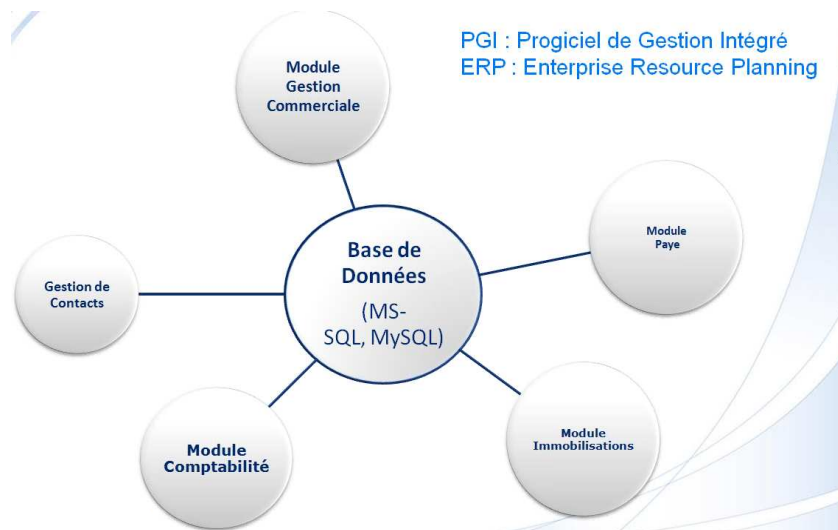 PGI : Progiciel de Gestion Intégré
ERP : Enterprise Resource Planning
Module
Gestion
Commerciale
Module
Paye
Base de
Données
(MS-
SQL, MySQL)
Gestion de
Contacts
Module
Comptabilité
Module
Immobilisations